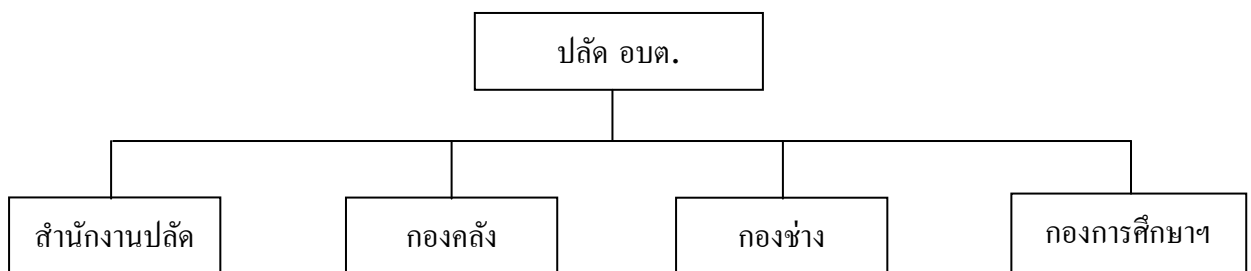 ปลัด อบต.
สำนักงานปลัด
กองคลัง
กองช่าง
กองการศึกษาฯ